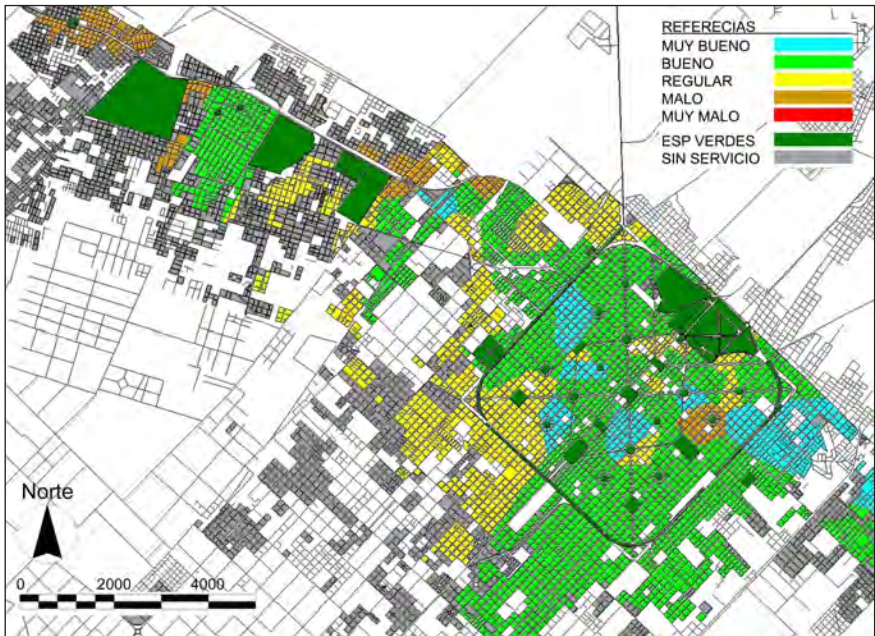 REFERECIAS
MUY BUENO
BUENO
REGULAR
MALO
MUY MALO
ESP VERDES
SIN SERVICIO
Norte
0 2000 4000